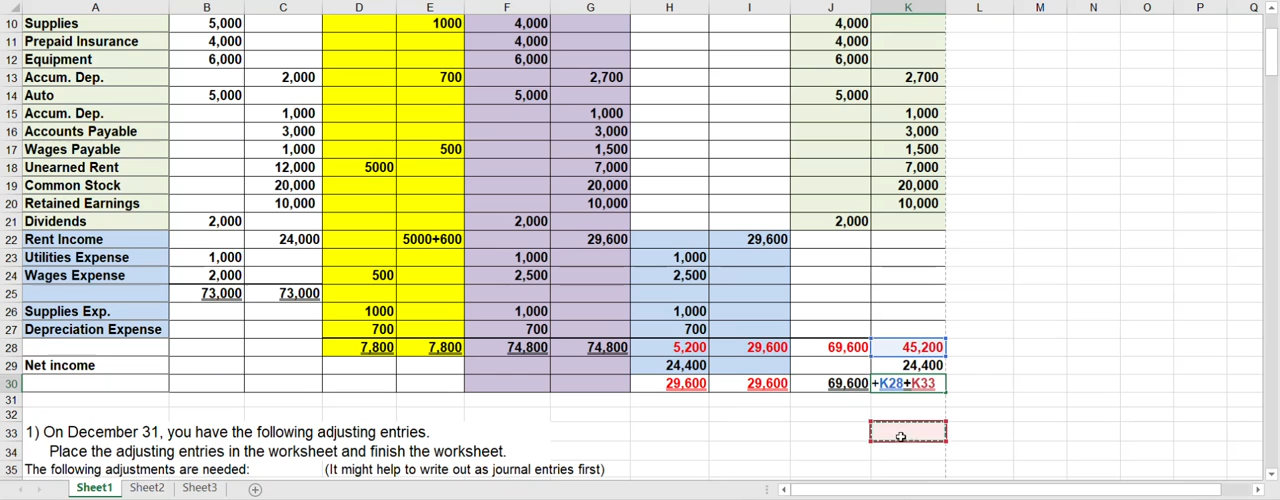 A B C D E F G H I J K L M N O P Q
10 Supplies 5,000 1000 4,000 4,000
11 Prepaid Insurance 4,000 4,000 4,000
12 Equipment 6,000 6,000 6,000
13 Accum. Dep. 2,000 700 2,700 2,700
14 Auto 5,000 5,000 5,000
15 Accum. Dep. 1,000 1,000 1,000
16 Accounts Payable 3,000 3,000 3,000
17 Wages Payable 1,000 500 1,500 1,500
18 Unearned Rent 12,000 5000 7,000 7,000
19 Common Stock 20,000 20,000 20,000
20 Retained Earnings 10,000 10,000 10,000
21 Dividends 2,000 2,000 2,000
22 Rent Income 24,000 5000+600 29,600 29,600
23 Utilities Expense 1,000 1,000 1,000
24 Wages Expense 2,000 500 2,500 2,500
25 73,000 73,000
26 Supplies Exp. 1000 1,000 1,000
27 Depreciation Expense 700 700 700
28 7,800 7,800 74,800 74,800 5,200 29,600 69,600 45,200
29 Net income 24,400 24,400
30 29,600 29,600 69,600 +K28+K33
31
32
33 1) On December 31, you have the following adjusting entries.
34 Place the adjusting entries in the worksheet and finish the worksheet.
35 The following adjustments are needed: (It might help to write out as journal entries first)
Sheet1 Sheet2 Sheet3